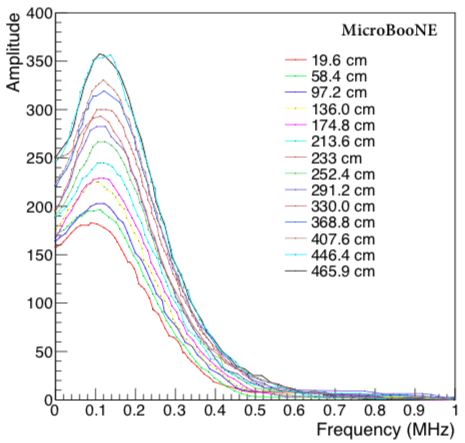 Amplitude
400
350
300
250
200
150
100
50
0
MicroBooNE
19.6 cm
58.4 cm
97.2 cm
136.0 cm
174.8 cm
213.6 cm
233 cm
252.4 cm
291.2 cm
330.0 cm
368.8 cm
407.6 cm
446.4 cm
465.9 cm
0 0.1 0.2 0.3 0.4 0.5 0.6 0.7 0.8 0.9 1
Frequency (MHz)